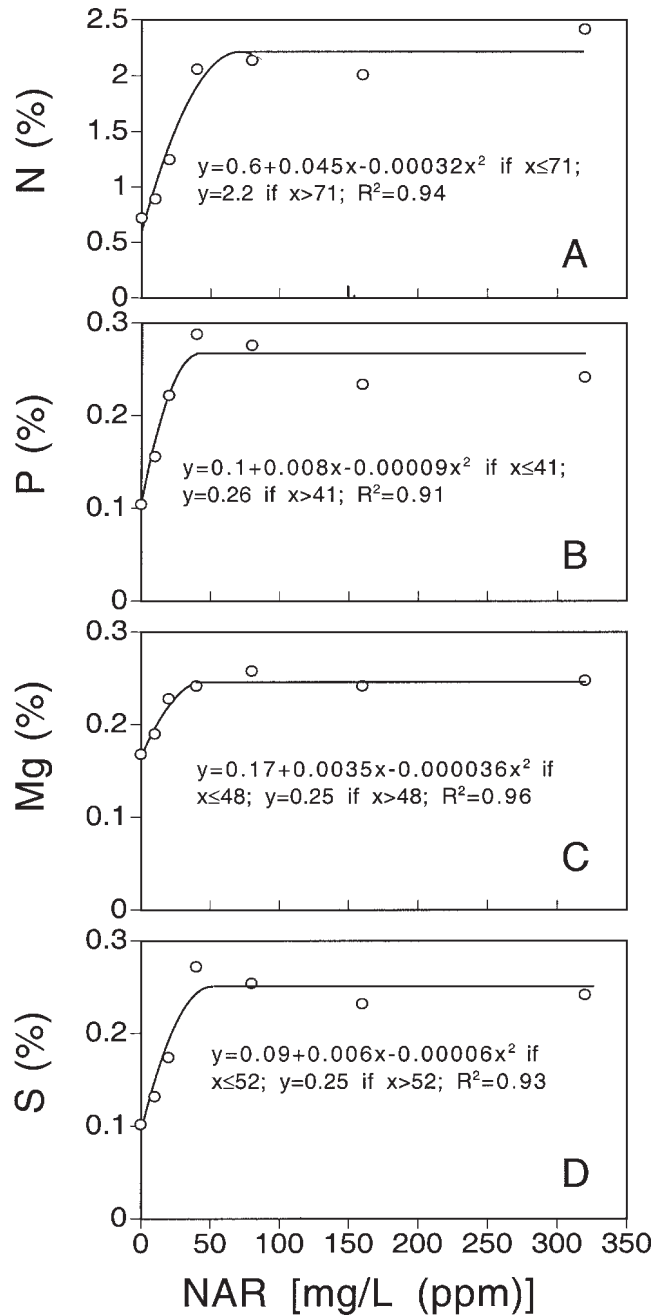 2.5
2
1.5
1
0.5
0
N (%)
y=0.6+0.045x-0.00032x² if x≤71;
y=2.2 if x>71; R²=0.94
A
0.3
0.2
0.1
0
P (%)
y=0.1+0.008x-0.00009x² if x≤41;
y=0.26 if x>41; R²=0.91
B
0.3
0.2
0.1
0
Mg (%)
y=0.17+0.0035x-0.000036x² if
x≤48; y=0.25 if x>48; R²=0.96
C
0.3
0.2
0.1
0
S (%)
y=0.09+0.006x-0.00006x² if
x≤52; y=0.25 if x>52; R²=0.93
D
0 50 100 150 200 250 300 350
NAR [mg/L (ppm)]